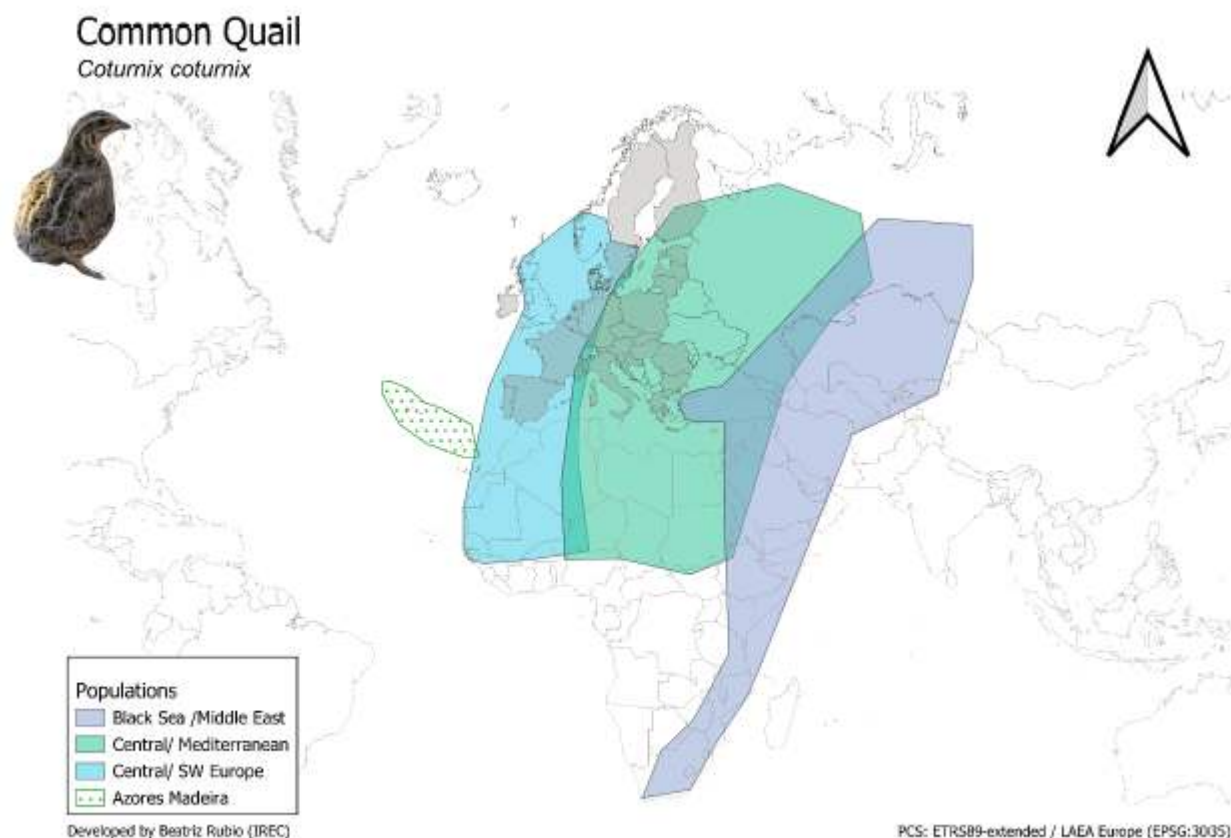 Common Quail
Coturnix coturnix
Populations
Black Sea /Middle East
Central/ Mediterranean
Central/ SW Europe
Azores Madeira
Developed by Beatriz Rubio (IREC)
PCS: ETRS89-extended / LAEA Europe (EPSG:3035)